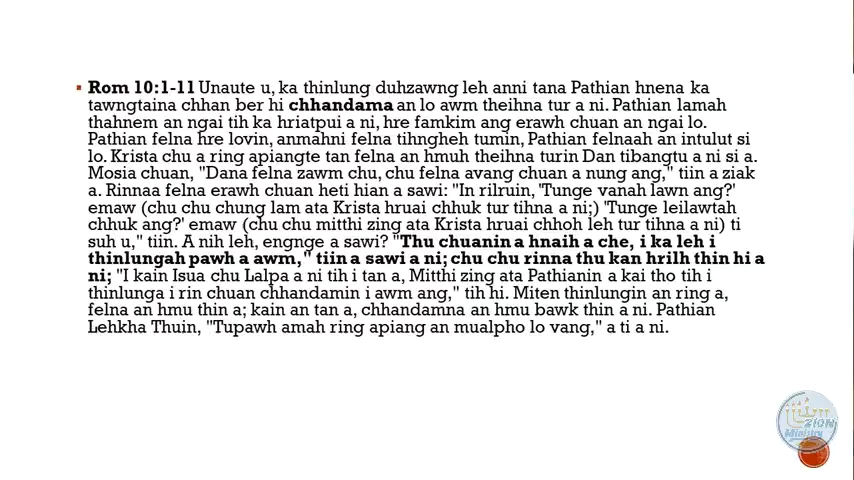 ▪ Rom 10:1-11 Unaute u, ka thinlung duhzawng leh anni tana Pathian hnena ka
tawngtaina chhan ber hi chhandama an lo awm theihna tur a ni. Pathian lamah
thahnem an ngai tih ka hriatpui a ni, hre famkim ang erawh chuan an ngai lo.
Pathian felna hre lovin, anmahni felna tihngheh tumin, Pathian felnaah an intulut si
lo. Krista chu a ring apiangte tan felna an hmuh theihna turin Dan tibangtu a ni si a.
Mosia chuan, "Dana felna zawm chu, chu felna avang chuan a nung ang," tiin a ziak
a. Rinnaa felna erawh chuan heti hian a sawi: "In rilruin, 'Tunge vanah lawn ang?'
emaw (chu chu chung lam ata Krista hruai chhuk tur tihna a ni;) 'Tunge leilawtah
chhuk ang?' emaw (chu chu mitthi zing ata Krista hruai chhoh leh tur tihna a ni) ti
suh u," tiin. A nih leh, engnge a sawi? "Thu chuan in a hnaih a che, i ka leh i
thinlungah pawh a awm," tiin a sawi a ni; chu chu rinna thu kan hrilh thin hi a
ni; "I kain Isua chu Lalpa a ni tih i tan a, Mitthi zing ata Pathianin a kai tho tih i
thinlunga i rin chuan chhandamin i awm ang," tih hi. Miten thinlungin an ring a,
felna an hmu thin a; kain an tan a, chhandamna an hmu bawk thin a ni. Pathian
Lehkha Thuin, "Tupawh amah ring apiang an mualpho lo vang," a ti a ni.
ZION
Ministry